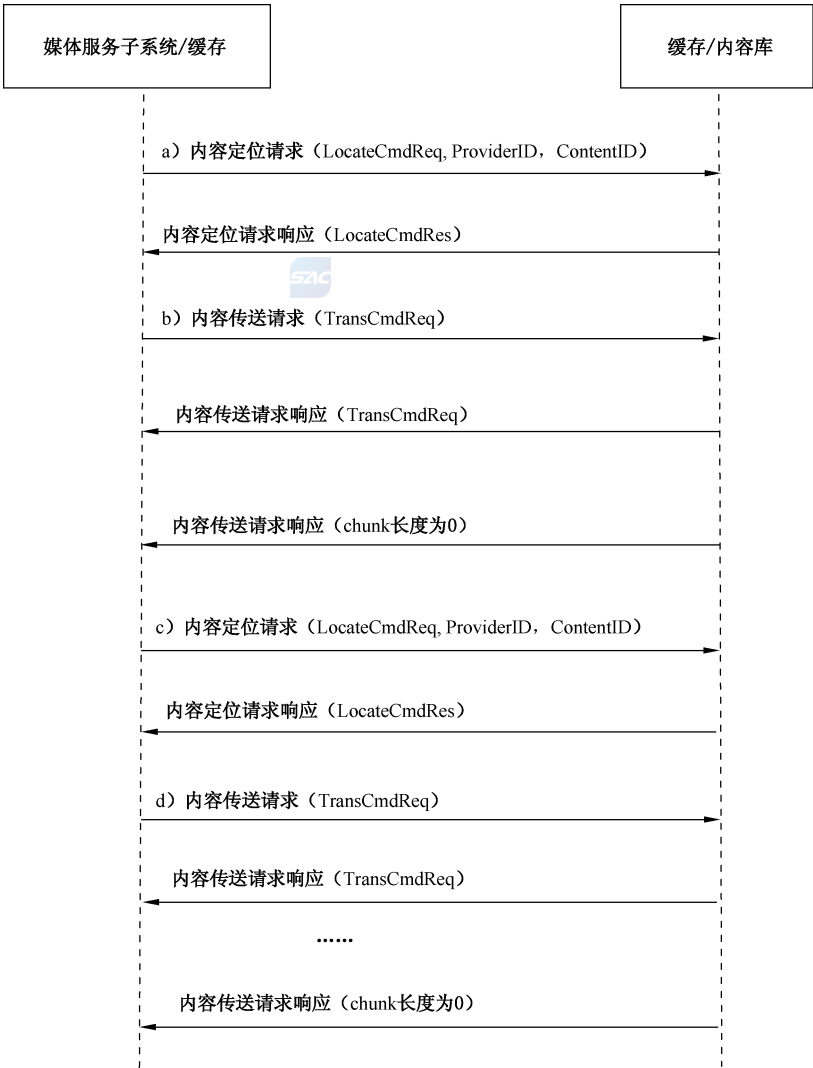 媒体服务子系统/缓存
缓存/内容库
a）内容定位请求（LocateCmdReq, ProviderID，ContentID）
内容定位请求响应（LocateCmdRes）
SAC
b）内容传送请求（TransCmdReq）
内容传送请求响应（TransCmdReq）
内容传送请求响应（chunk长度为0）
c）内容定位请求（LocateCmdReq, ProviderID，ContentID）
内容定位请求响应（LocateCmdRes）
d）内容传送请求（TransCmdReq）
内容传送请求响应（TransCmdReq）
……
内容传送请求响应（chunk长度为0）